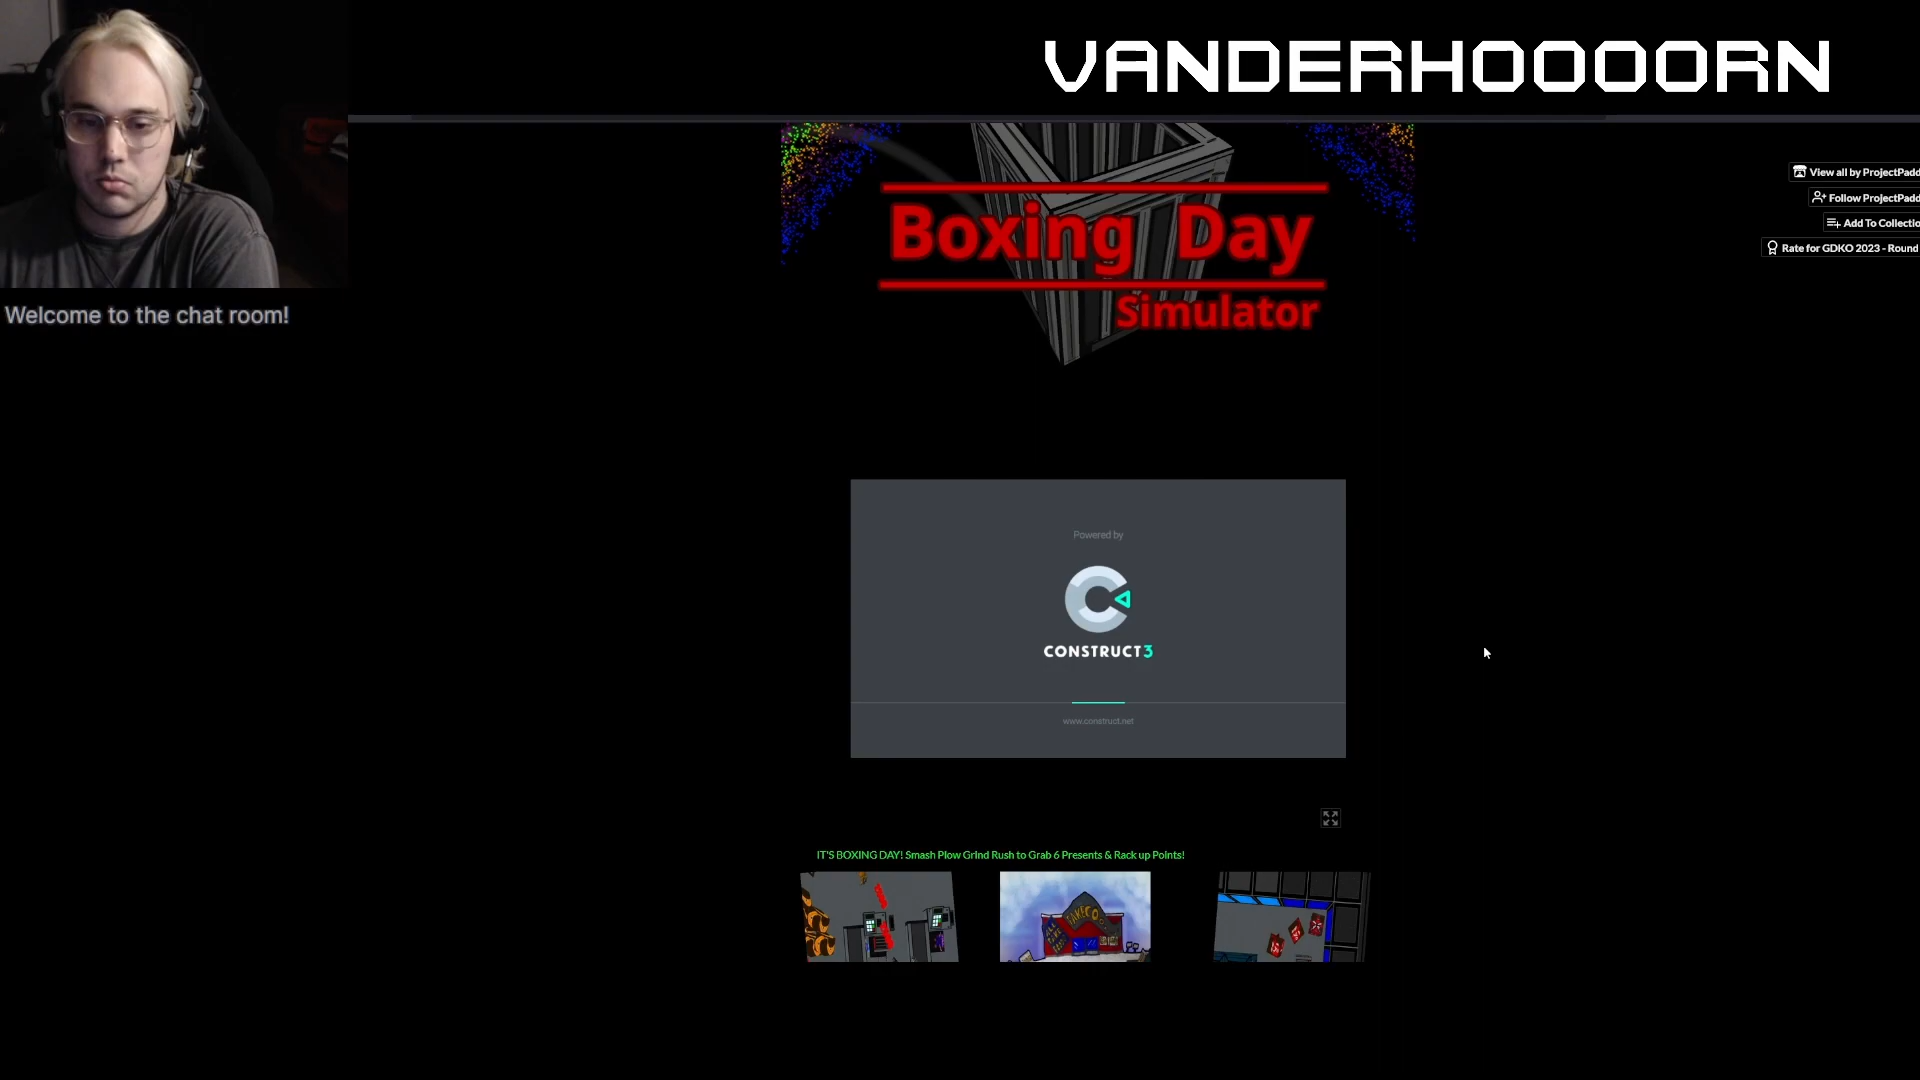 VANDERHOOOORN
Welcome to the chat room!
Boxing Day
Simulator
View all by ProjectPadd
Follow ProjectPadd
Add To Collectio
Rate for GDKO 2023 - Round
Powered by
CONSTRUCT3
www.construct.net
IT'S BOXING DAY! Smash Plow Grind Rush to Grab 6 Presents & Rack up Points!